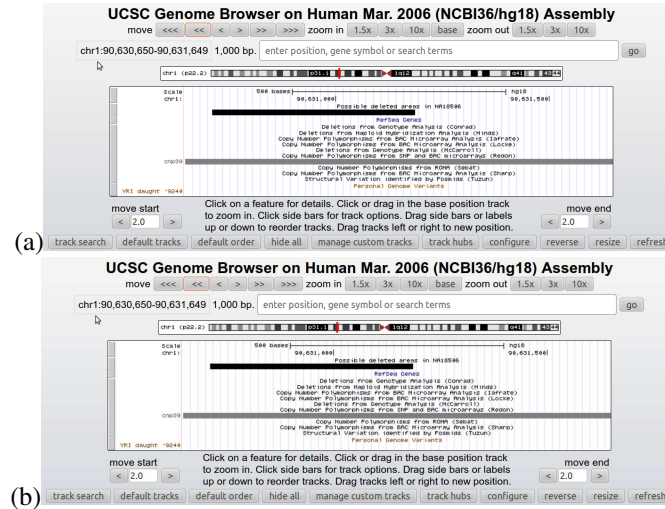 UCSC Genome Browser on Human Mar. 2006 (NCBI36/hg18) Assembly
move <<< << < > >> >>> zoom in 1.5x 3x 10x base zoom out 1.5x 3x 10x
chr1:90,630,650-90,631,649 1,000 bp. enter position, gene symbol or search terms go
chr1 (p22.2) p31.1 1q12 q41 43 44
Scale 500 bases hg18
chr1: 90,631,000 90,631,500
Possible deleted areas in NA18506
RefSeq Genes
Deletions from Genotype Analysis (Conrad)
Deletions from Haploid Hybridization Analysis (Hinds)
Copy Number Polymorphisms from BAC Microarray Analysis (Iafrate)
Copy Number Polymorphisms from BAC Microarray Analysis (Locke)
Deletions from Genotype Analysis (McCarroll)
Copy Number Polymorphisms from SNP and BAC microarrays (Redon)
cnp39
Copy Number Polymorphisms from ROMA (Sebat)
Copy Number Polymorphisms from BAC Microarray Analysis (Sharp)
Structural Variation identified by Fosmids (Tuzun)
YRI daught Personal Genome Variants
move start Click on a feature for details. Click or drag in the base position track move end
< 2.0 > to zoom in. Click side bars for track options. Drag side bars or labels < 2.0 >
up or down to reorder tracks. Drag tracks left or right to new position.
(a) track search default tracks default order hide all manage custom tracks track hubs configure reverse resize refresh
UCSC Genome Browser on Human Mar. 2006 (NCBI36/hg18) Assembly
move <<< << < > >> >>> zoom in 1.5x 3x 10x base zoom out 1.5x 3x 10x
chr1:90,630,650-90,631,649 1,000 bp. enter position, gene symbol or search terms go
chr1 (p22.2) p31.1 1q12 q41 43 44
Scale 500 bases hg18
chr1: 90,631,000 90,631,500
Possible deleted areas in NA18506
RefSeq Genes
Deletions from Genotype Analysis (Conrad)
Deletions from Haploid Hybridization Analysis (Hinds)
Copy Number Polymorphisms from BAC Microarray Analysis (Iafrate)
Copy Number Polymorphisms from BAC Microarray Analysis (Locke)
Deletions from Genotype Analysis (McCarroll)
Copy Number Polymorphisms from SNP and BAC microarrays (Redon)
cnp39
Copy Number Polymorphisms from ROMA (Sebat)
Copy Number Polymorphisms from BAC Microarray Analysis (Sharp)
Structural Variation identified by Fosmids (Tuzun)
YRI daught Personal Genome Variants
move start Click on a feature for details. Click or drag in the base position track move end
< 2.0 > to zoom in. Click side bars for track options. Drag side bars or labels < 2.0 >
up or down to reorder tracks. Drag tracks left or right to new position.
(b) track search default tracks default order hide all manage custom tracks track hubs configure reverse resize refresh